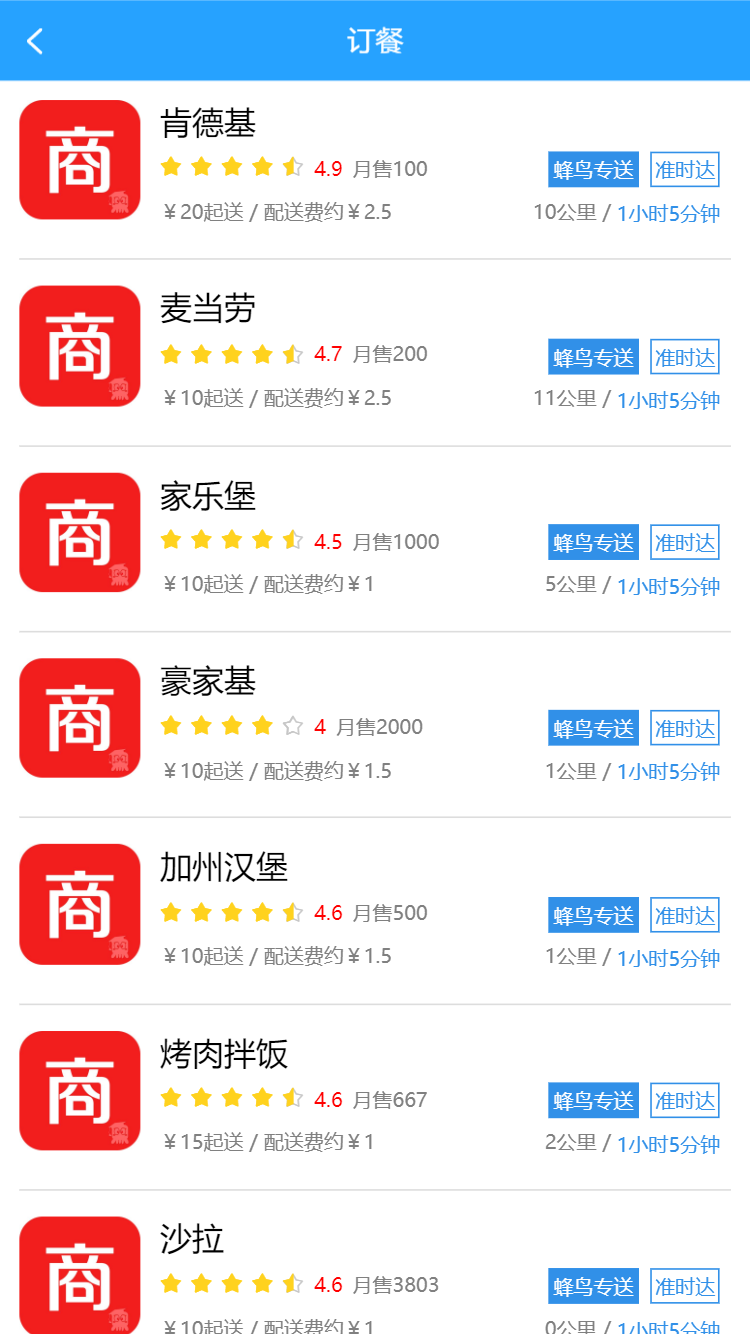 订餐
商
肯德基
4.9 月售100 蜂鸟专送 准时达
¥20起送 / 配送费约¥2.5 10公里 / 1小时5分钟
商
麦当劳
4.7 月售200 蜂鸟专送 准时达
¥10起送 / 配送费约¥2.5 11公里 / 1小时5分钟
商
家乐堡
4.5 月售1000 蜂鸟专送 准时达
¥10起送 / 配送费约¥1 5公里 / 1小时5分钟
商
豪家基
4 月售2000 蜂鸟专送 准时达
¥10起送 / 配送费约¥1.5 1公里 / 1小时5分钟
商
加州汉堡
4.6 月售500 蜂鸟专送 准时达
¥10起送 / 配送费约¥1.5 1公里 / 1小时5分钟
商
烤肉拌饭
4.6 月售667 蜂鸟专送 准时达
¥15起送 / 配送费约¥1 2公里 / 1小时5分钟
商
沙拉
4.6 月售3803 蜂鸟专送 准时达
¥10起送 / 配送费约¥1 0公里 / 1小时5分钟